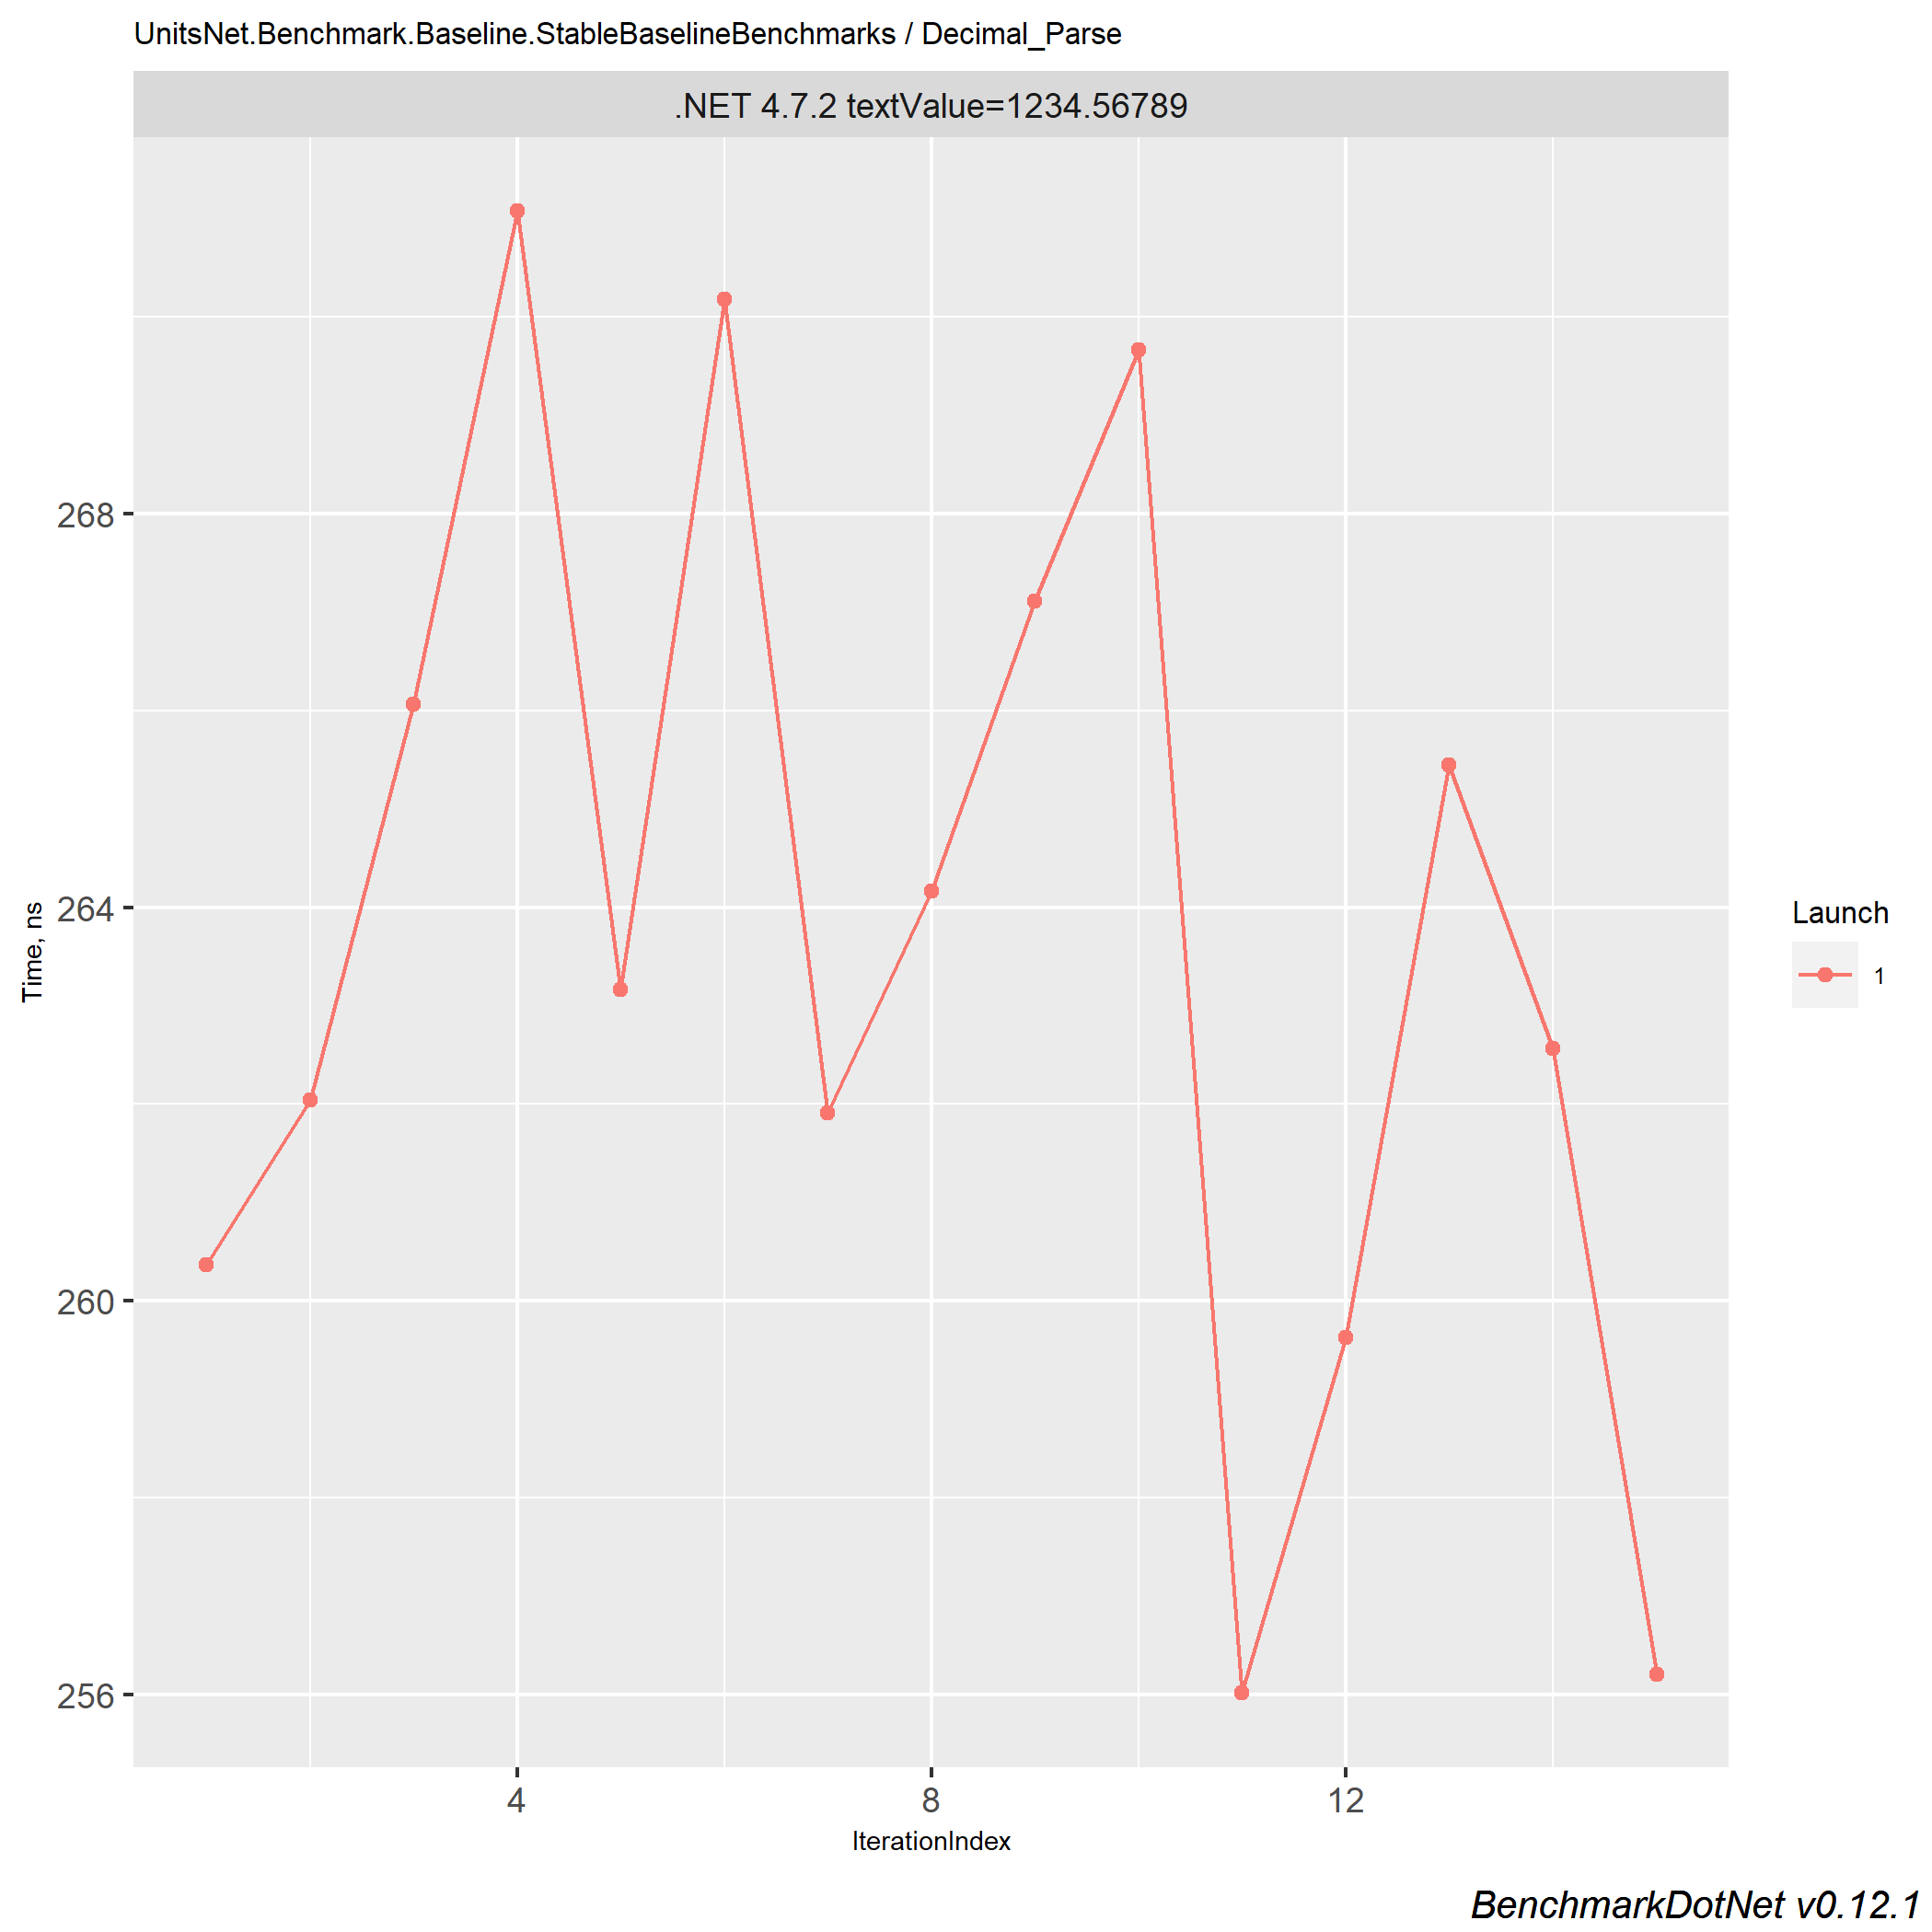 UnitsNet.Benchmark.Baseline.StableBaselineBenchmarks / Decimal_Parse
.NET 4.7.2 textValue=1234.56789
268
264
260
256
Time, ns
4 8 12
IterationIndex
Launch
1
BenchmarkDotNet v0.12.1